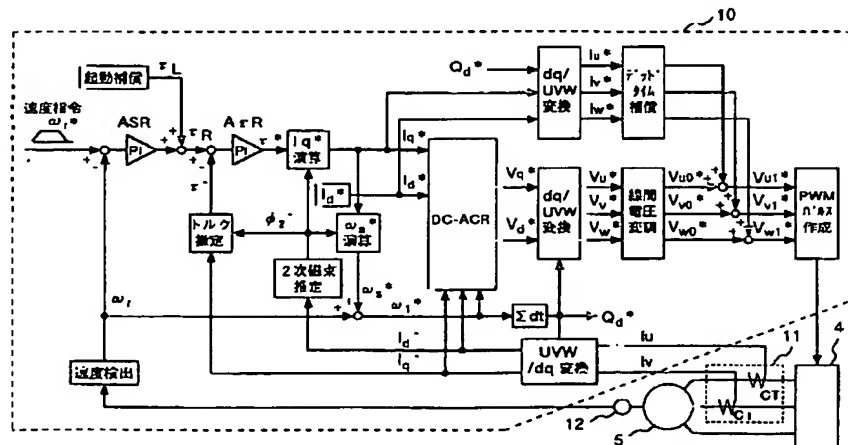 10
起動補償
τL
速度指令
ωr*
ASR
PI
τR
AτR
PI
τ*
Iq*
演算
Id*
Qd*
dq/
UVW
変換
Iu*
Iv*
Iw*
デッド
タイム
補償
Iq*
Id*
DC-ACR
Vq*
Vd*
dq/
UVW
変換
Vu*
Vv*
Vw*
線間
電圧
変調
Vu0*
Vv0*
Vw0*
Vu1*
Vv1*
Vw1*
PWM
パルス
作成
トルク
推定
φ2
ωs*
演算
2次磁束
推定
ωs*
ω1*
Σdt
Qd*
ωr
Id
Iq
UVW
/dq 変換
Iu
Iv
11
4
CT
速度検出
12
5